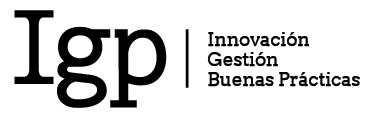 Igp
Innovación
Gestión
Buenas Prácticas